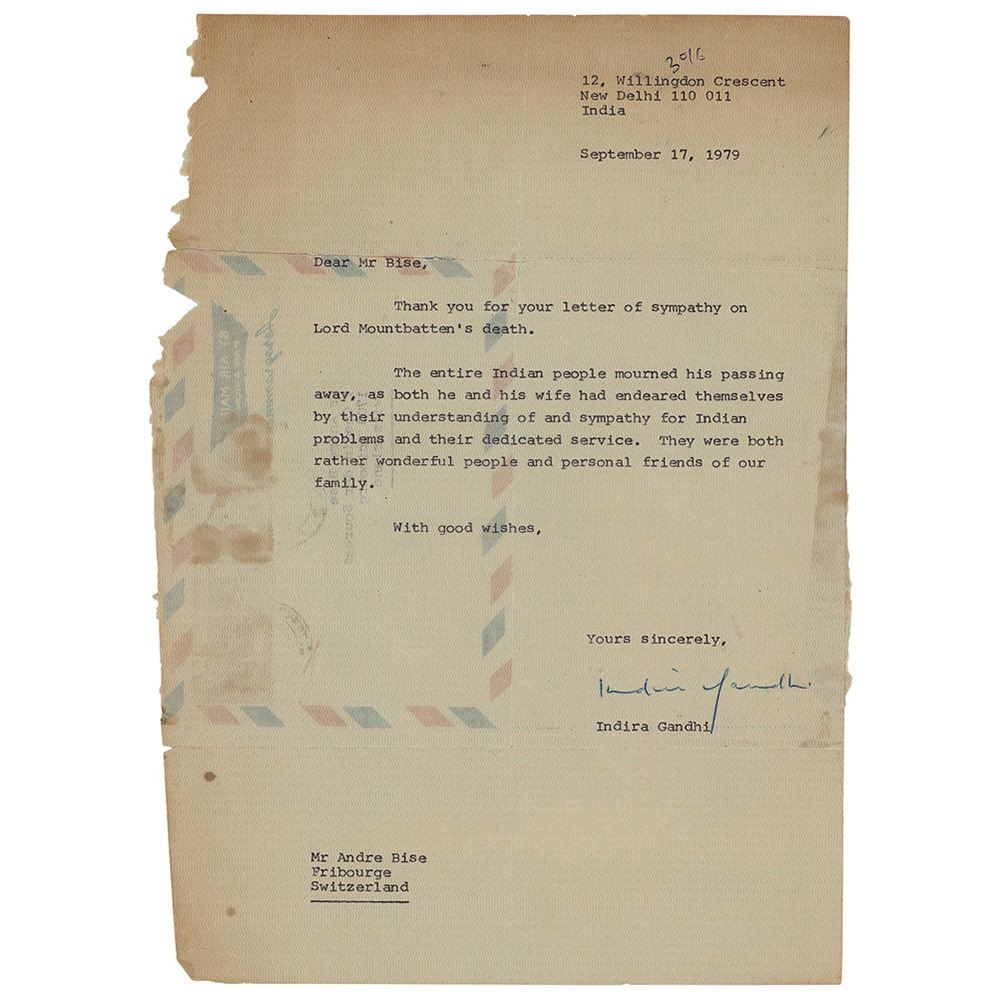 3016
12, Willingdon Crescent
New Delhi 110 011
India
September 17, 1979
Dear Mr Bise,
Thank you for your letter of sympathy on
Lord Mountbatten's death.
The entire Indian people mourned his passing
away, as both he and his wife had endeared themselves
by their understanding of and sympathy for Indian
problems and their dedicated service. They were both
rather wonderful people and personal friends of our
family.
With good wishes,
Yours sincerely,
Indira Gandhi
Indira Gandhi
Mr Andre Bise
Fribourge
Switzerland
BY AIR MAIL
Aerogramme